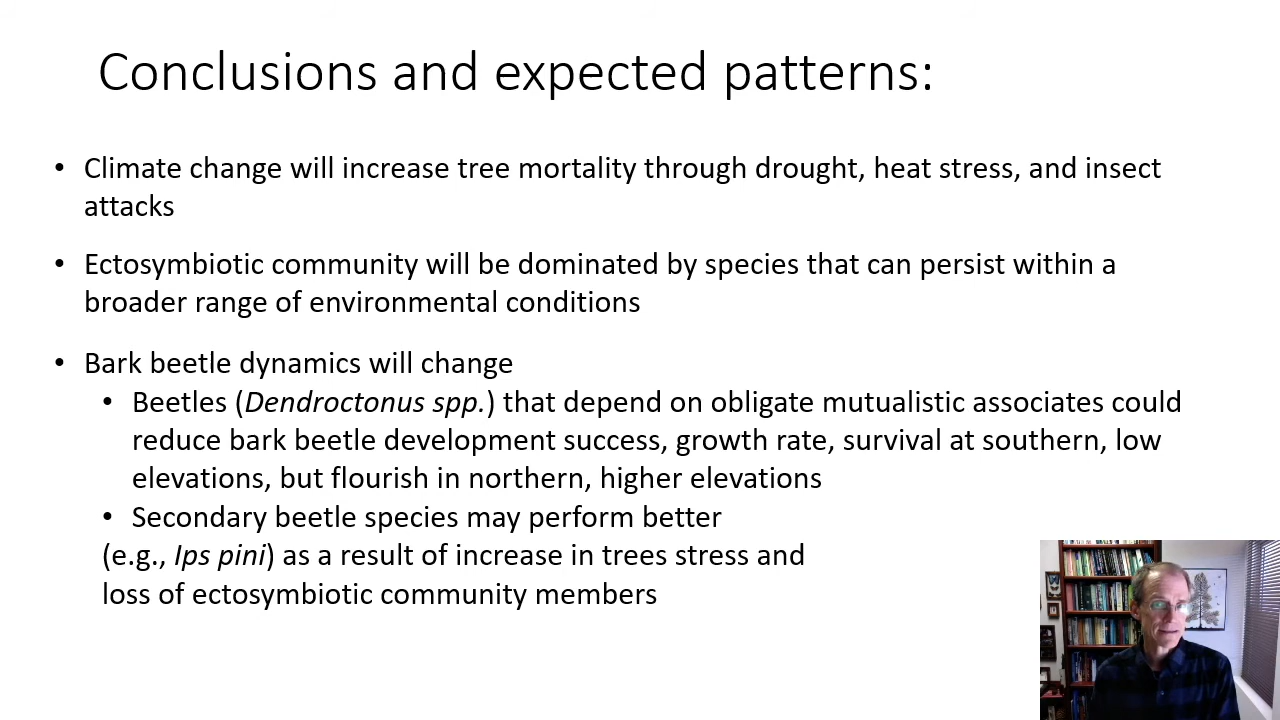 Conclusions and expected patterns:
• Climate change will increase tree mortality through drought, heat stress, and insect
attacks
• Ectosymbiotic community will be dominated by species that can persist within a
broader range of environmental conditions
• Bark beetle dynamics will change
• Beetles (Dendroctonus spp.) that depend on obligate mutualistic associates could
reduce bark beetle development success, growth rate, survival at southern, low
elevations, but flourish in northern, higher elevations
• Secondary beetle species may perform better
(e.g., Ips pini) as a result of increase in trees stress and
loss of ectosymbiotic community members